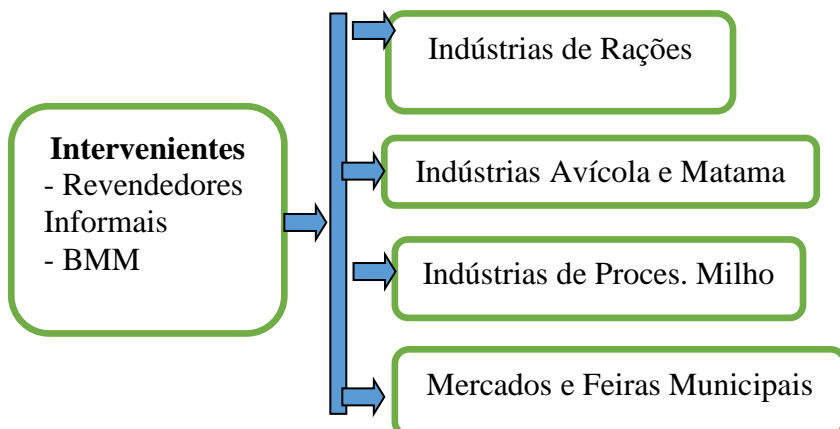 Intervenientes
- Revendedores
Informais
- BMM
Indústrias de Rações
Indústrias Avícola e Matama
Indústrias de Proces. Milho
Mercados e Feiras Municipais